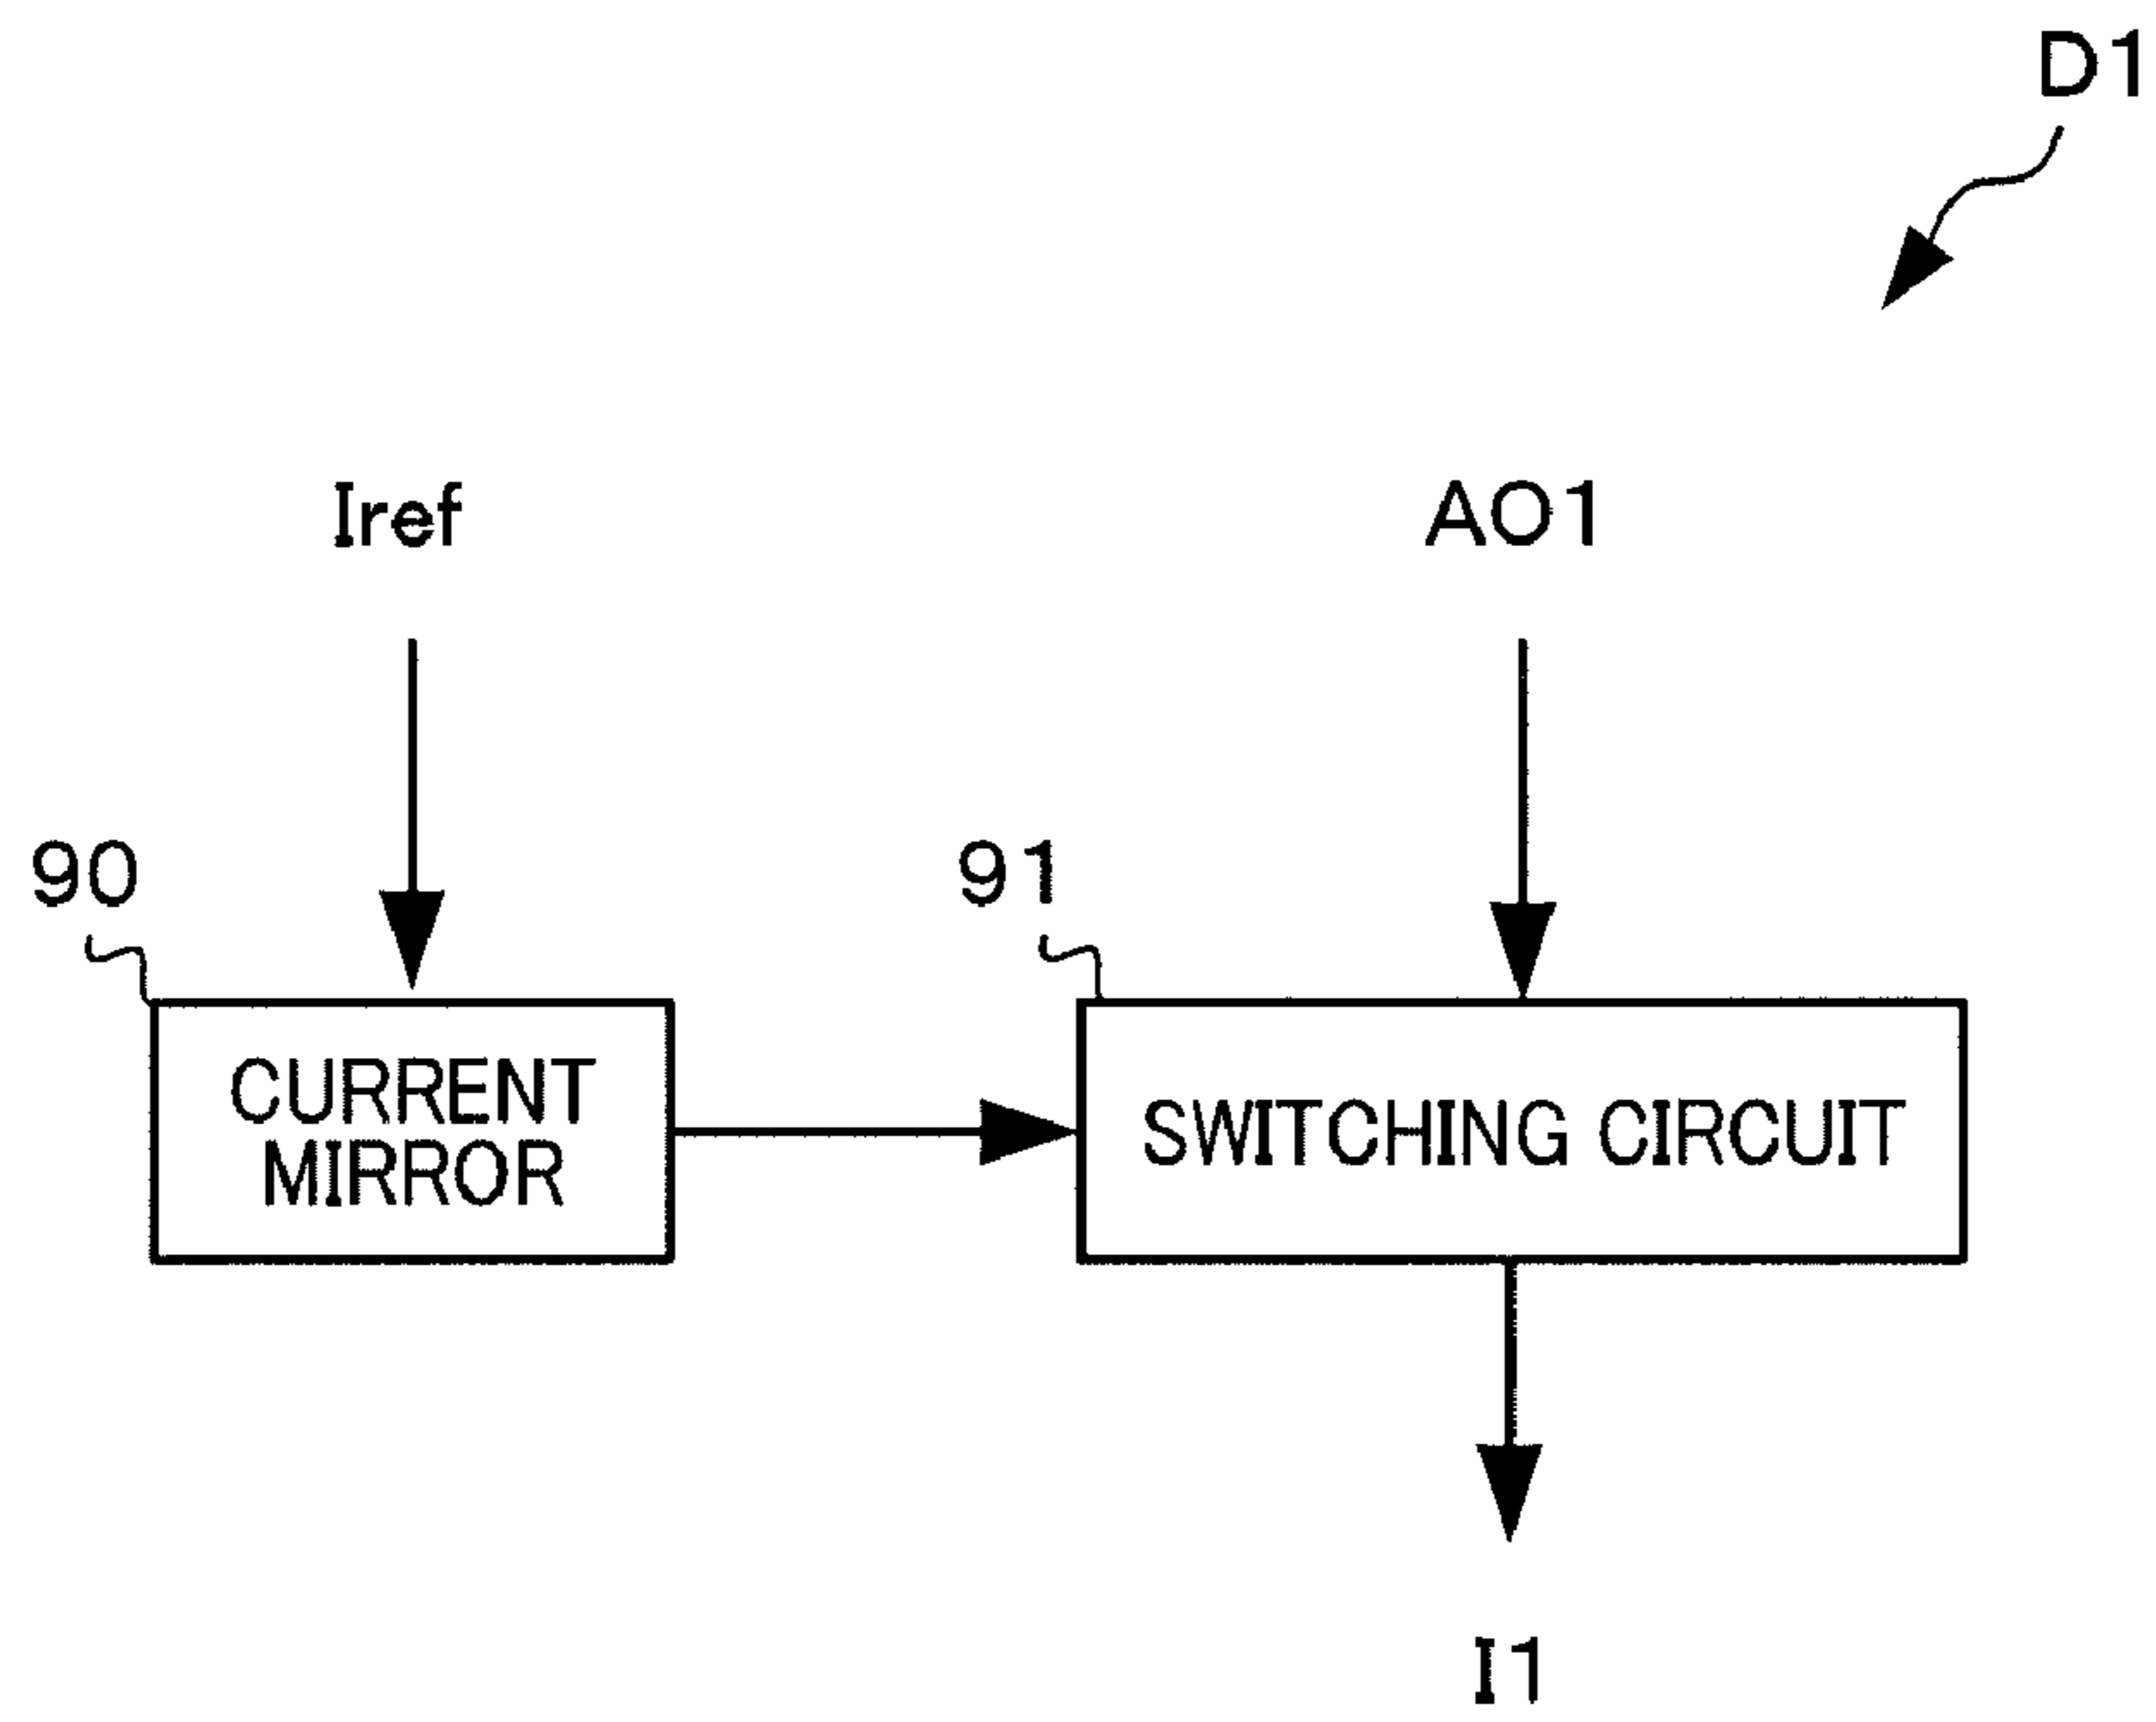 D1
Iref
AO1
90
91
CURRENT
MIRROR
SWITCHING CIRCUIT
I1